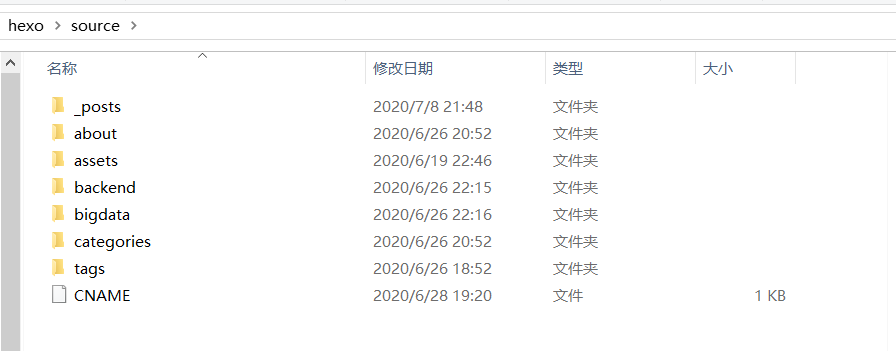 hexo > source >
名称 修改日期 类型 大小
_posts 2020/7/8 21:48 文件夹
about 2020/6/26 20:52 文件夹
assets 2020/6/19 22:46 文件夹
backend 2020/6/26 22:15 文件夹
bigdata 2020/6/26 22:16 文件夹
categories 2020/6/26 20:52 文件夹
tags 2020/6/26 18:52 文件夹
CNAME 2020/6/28 19:20 文件 1 KB